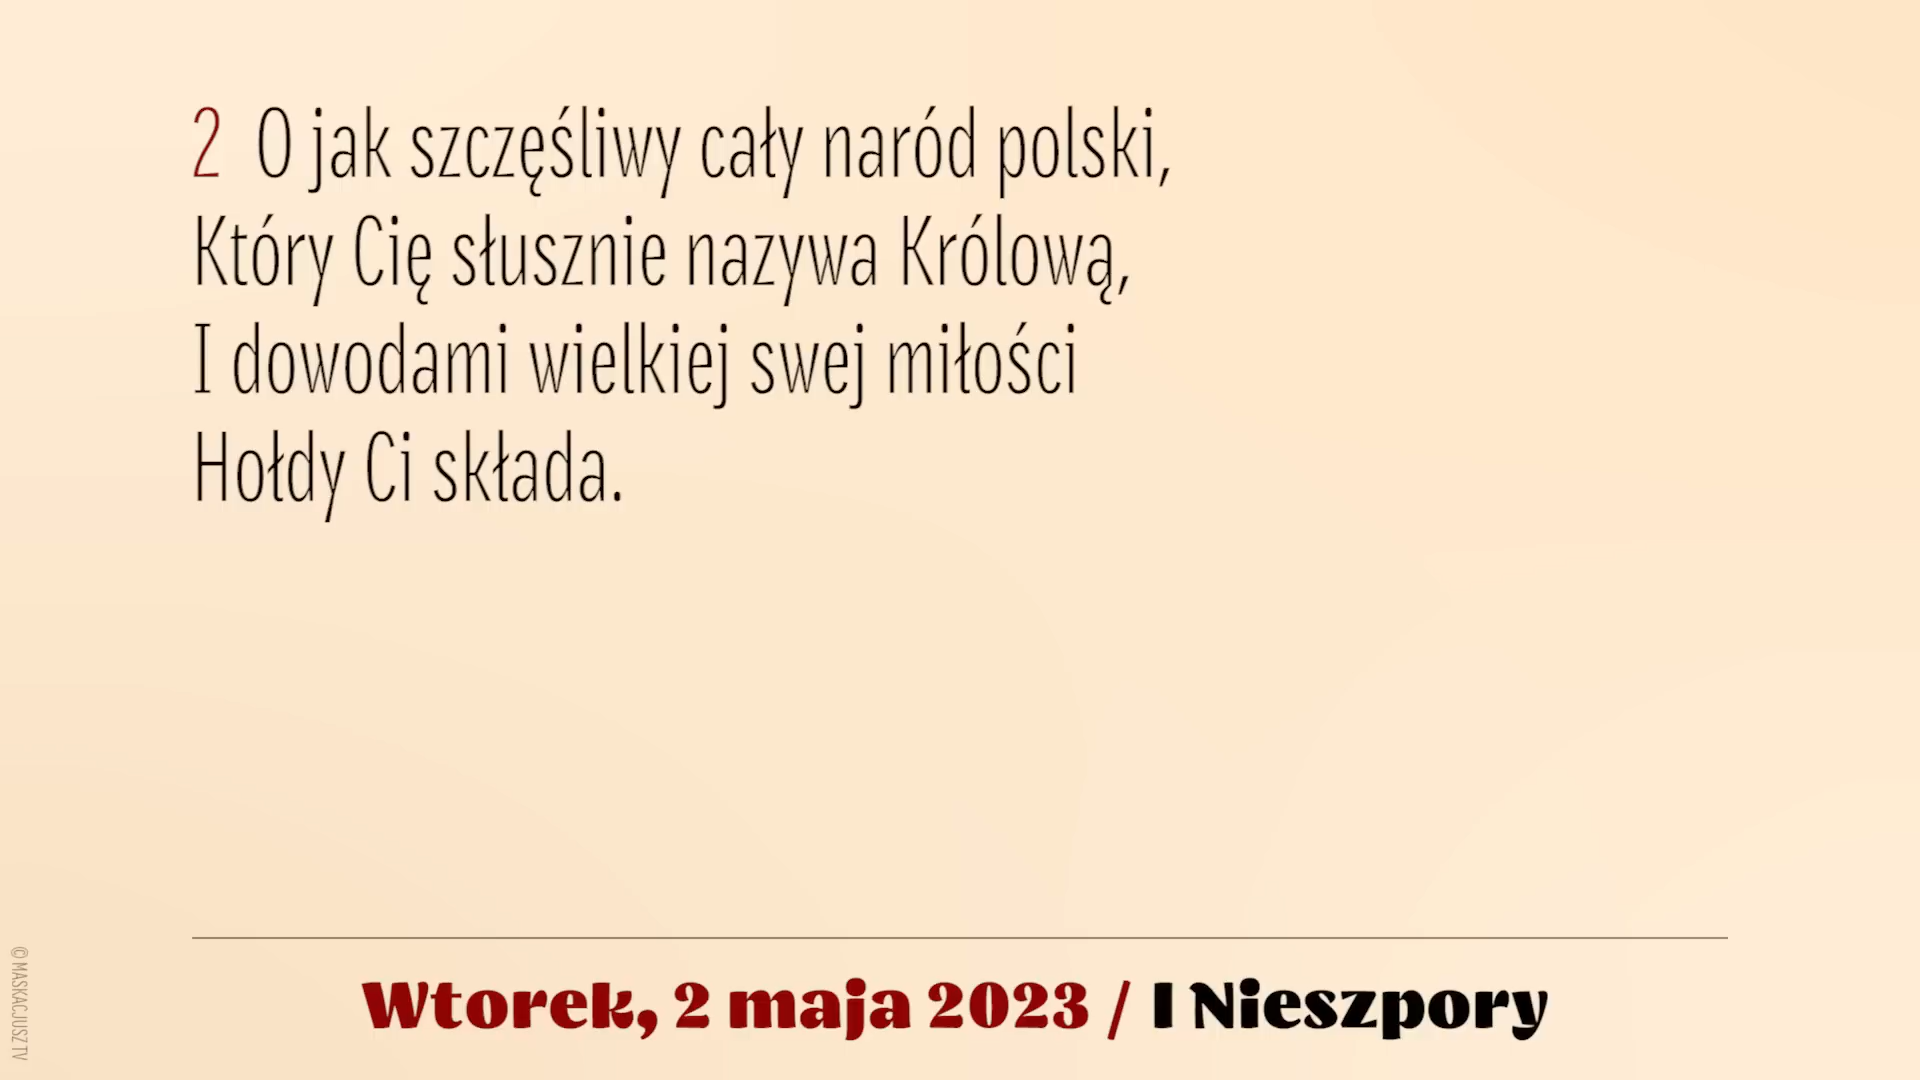 2 O jak szczęśliwy cały naród polski,
Który Cię słusznie nazywa Królową,
I dowodami wielkiej swej miłości
Hołdy Ci składa.
Wtorek, 2 maja 2023 / I Nieszpory
© MASKACJUSZ TV